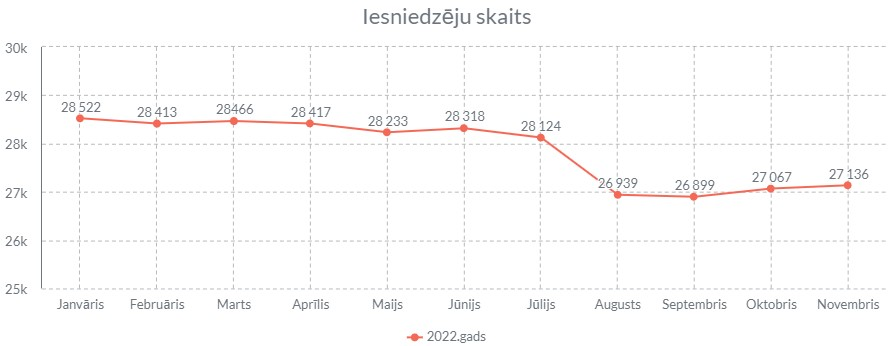 Iesniedzēju skaits
30k
29k
28k
27k
26k
25k
28 522
28 413
28466
28 417
28 233
28 318
28 124
26 939
26 899
27 067
27 136
Janvāris Februāris Marts Aprīlis Maijs Jūnijs Jūlijs Augusts Septembris Oktobris Novembris
2022.gads